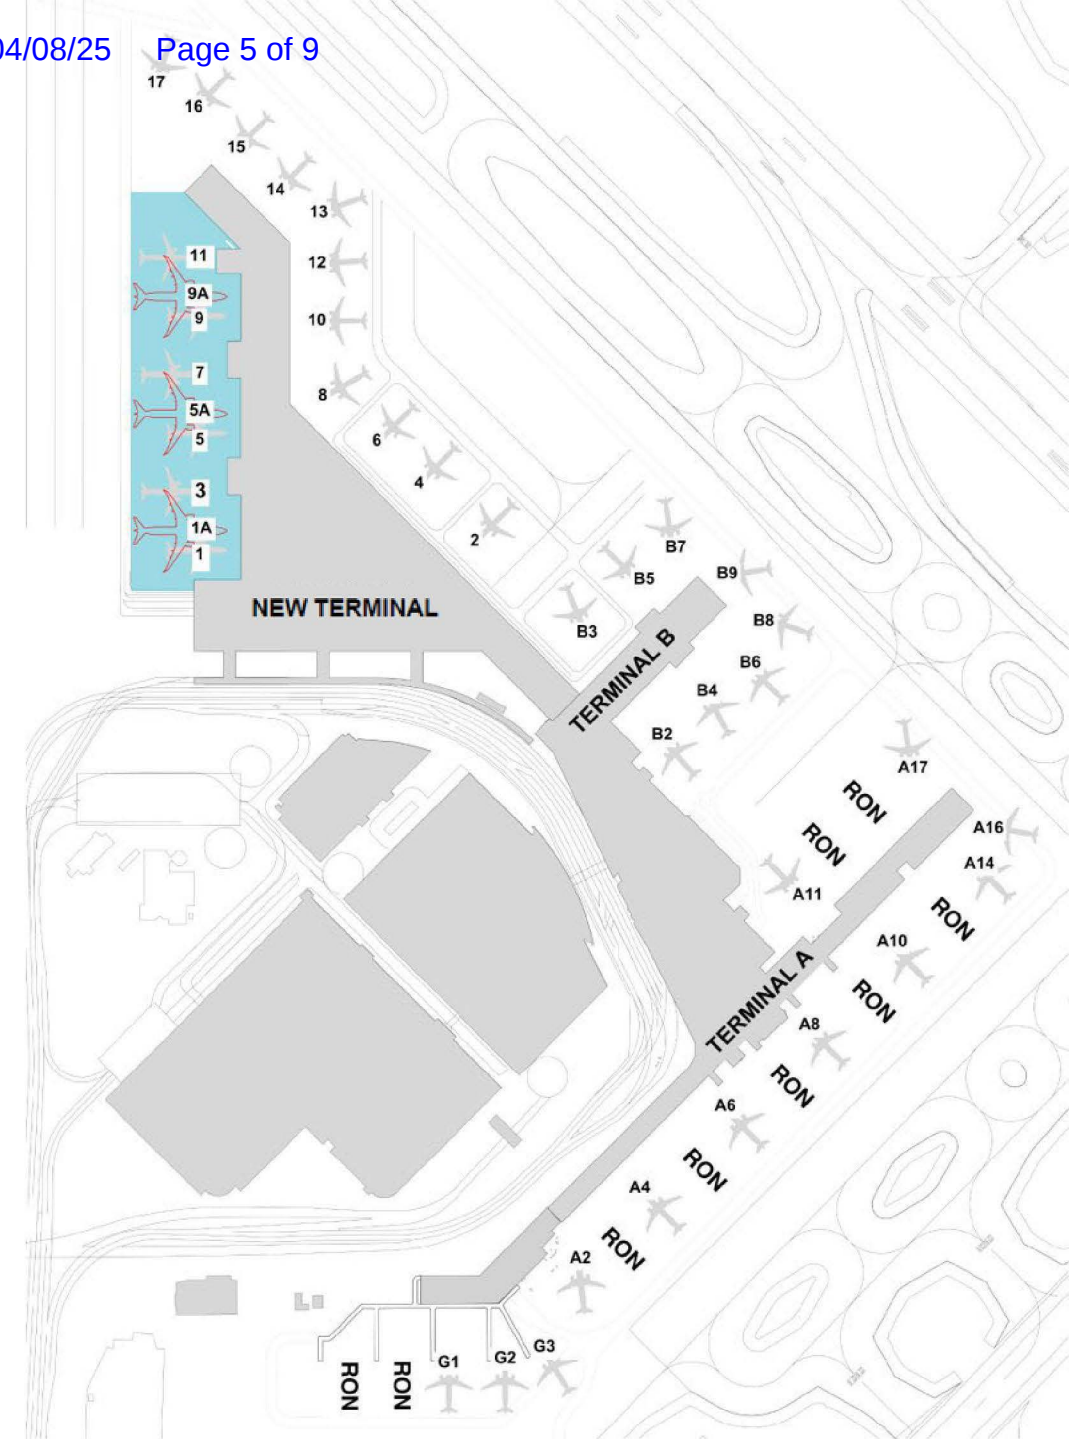 04/08/25 Page 5 of 9
17
16
15
14
13
12
10
8
6
4
2
11
9A
9
7
5A
5
3
1A
1
NEW TERMINAL
B7
B5
B3
B9
B8
B6
B4
B2
TERMINAL B
A17
RON
RON
A11
A16
A14
RON
A10
RON
A8
RON
A6
RON
A4
RON
A2
TERMINAL A
G3
G2
G1
RON
RON